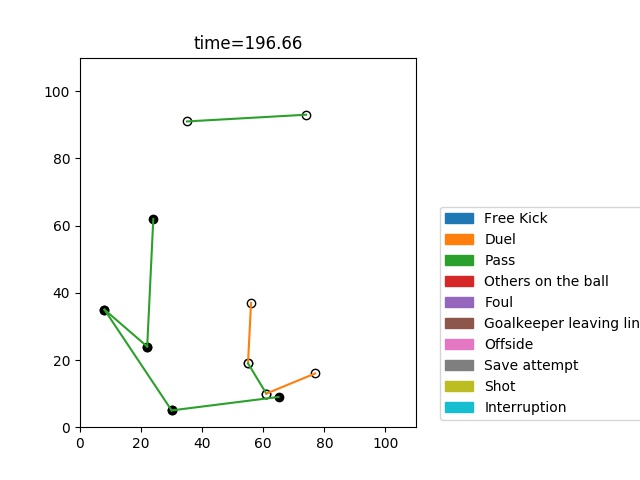 time=196.66
100
80
60
40
20
0
0 20 40 60 80 100
Free Kick
Duel
Pass
Others on the ball
Foul
Goalkeeper leaving lin
Offside
Save attempt
Shot
Interruption